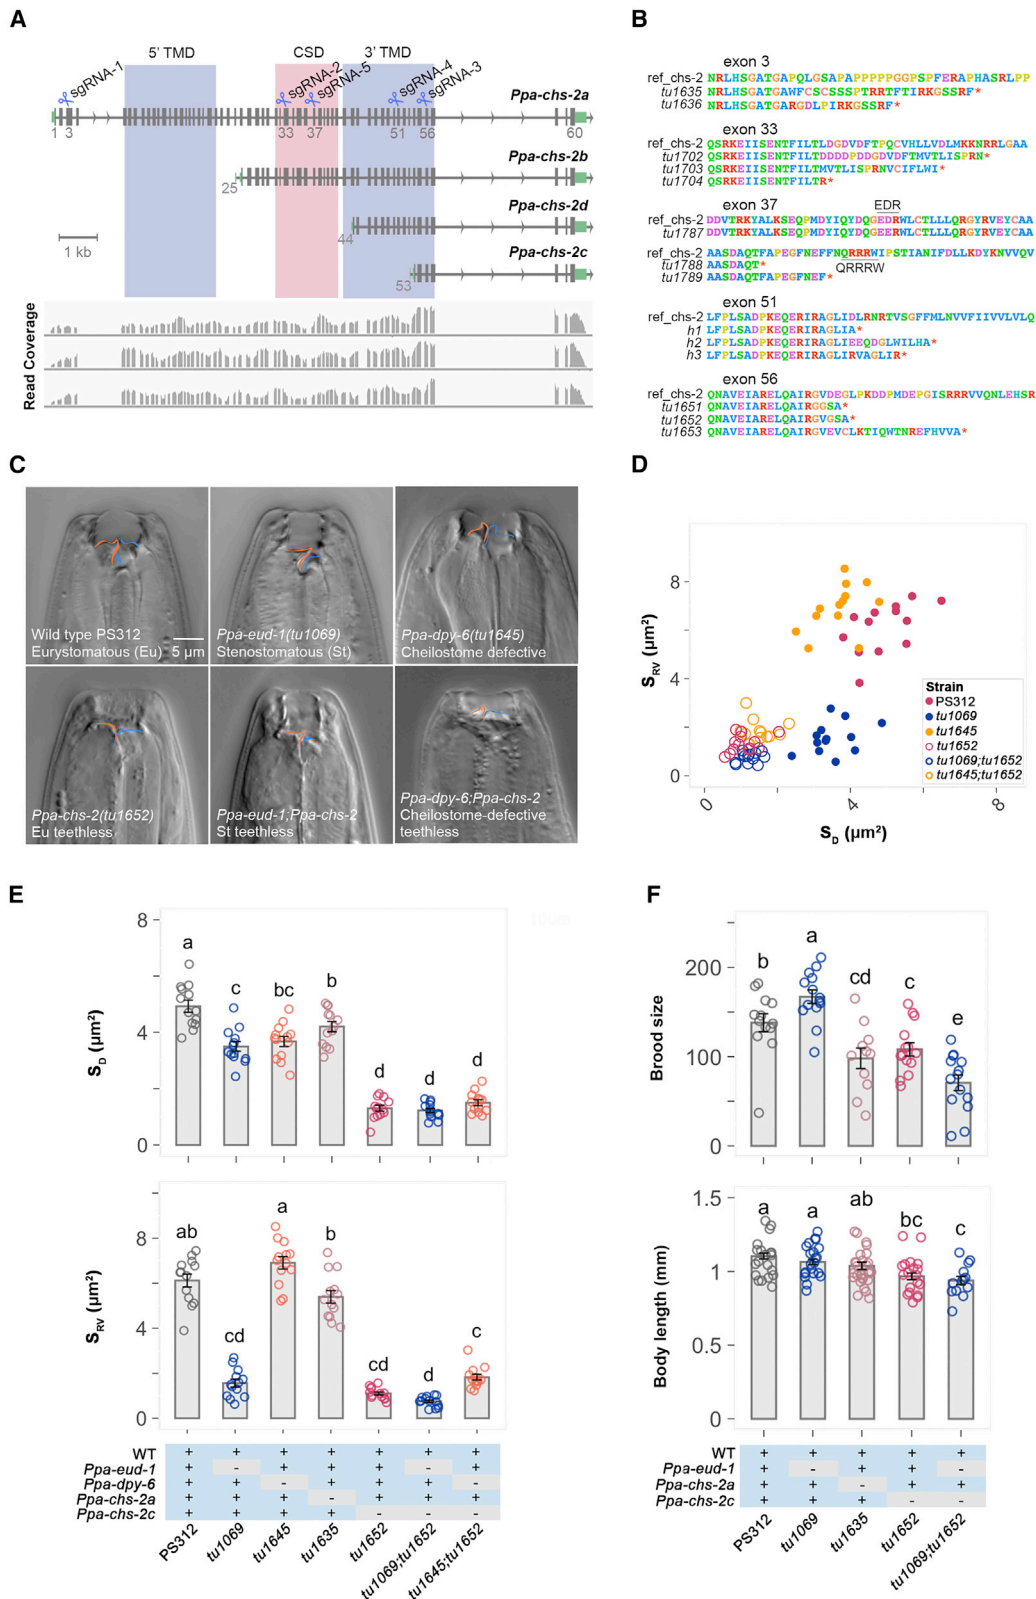 A
5' TMD
CSD
3' TMD
sgRNA-1
sgRNA-2
sgRNA-5
sgRNA-4
sgRNA-3
Ppa-chs-2a
1 3 33 37 51 56 60
Ppa-chs-2b
25
Ppa-chs-2d
44
1 kb
Ppa-chs-2c
53
Read Coverage
B
exon 3
ref_chs-2 NRLHSGATGAPQLGSAPAPPPPPPGGPSPFERAPHASRLPP
tu1635 NRLHSGATGAWFCSCSSSPTRRTFTIRKGSSRF*
tu1636 NRLHSGATGARGDLPIRKGSSRF*
exon 33
ref_chs-2 QSRKEIISENTFILTLDGDVDFTPQCVHLLVDLMKKNRRLGAA
tu1702 QSRKEIISENTFILTDDDDPDDGDVDFTMVTLISPRN*
tu1703 QSRKEIISENTFILTMVTLISPRNVCIFLWI*
tu1704 QSRKEIISENTFILTR*
exon 37
EDR
ref_chs-2 DDVTRKYALKSEQPMDYIQYDQGEDRWLCTLLLQRGYRVEYCAA
tu1787 DDVTRKYALKSEQPMDYIQYDQGEERWLCTLLLQRGYRVEYCAA
ref_chs-2 AASDAQTFAPEGFNEFFNQRRRWIPSTIANIFDLLKDYKNVVQV
tu1788 AASDAQT*
QRRRW
tu1789 AASDAQTFAPEGFNEF*
exon 51
ref_chs-2 LFPLSADPKEQERIRAGLIDLRNRTVSGFFMLNVVFIIVVLVLQ
h1 LFPLSADPKEQERIRAGLIA*
h2 LFPLSADPKEQERIRAGLIEEQDGLWILHA*
h3 LFPLSADPKEQERIRAGLIRVAGLIR*
exon 56
ref_chs-2 QNAVEIARELQAIRGVDEGLPKDDPMDEPGISRRRVVQNLEHSR
tu1651 QNAVEIARELQAIRGGSA*
tu1652 QNAVEIARELQAIRGVGSA*
tu1653 QNAVEIARELQAIRGVEVCLKTIQWTNREFHVVA*
C
Wild type PS312
Eurystomatous (Eu)
5 µm
Ppa-eud-1(tu1069)
Stenostomatous (St)
Ppa-dpy-6(tu1645)
Cheilostome defective
Ppa-chs-2(tu1652)
Eu teethless
Ppa-eud-1;Ppa-chs-2
St teethless
Ppa-dpy-6;Ppa-chs-2
Cheilostome-defective
teethless
D
8
4
0
S_RV (µm²)
0 4 8
S_D (µm²)
Strain
PS312
tu1069
tu1645
tu1652
tu1069;tu1652
tu1645;tu1652
E
8
4
0
S_D (µm²)
a c bc b d d d
8
4
0
S_RV (µm²)
ab cd a b cd d c
WT + + + + + + +
Ppa-eud-1 + - + + + - +
Ppa-dpy-6 + + - + + + -
Ppa-chs-2a + + + - + + +
Ppa-chs-2c + + + + - - -
PS312 tu1069 tu1645 tu1635 tu1652 tu1069;tu1652 tu1645;tu1652
F
200
100
0
Brood size
b a cd c e
1.5
1
0.5
0
Body length (mm)
a a ab bc c
WT + + + + +
Ppa-eud-1 + - + + -
Ppa-chs-2a + + - + +
Ppa-chs-2c + + + - -
PS312 tu1069 tu1635 tu1652 tu1069;tu1652